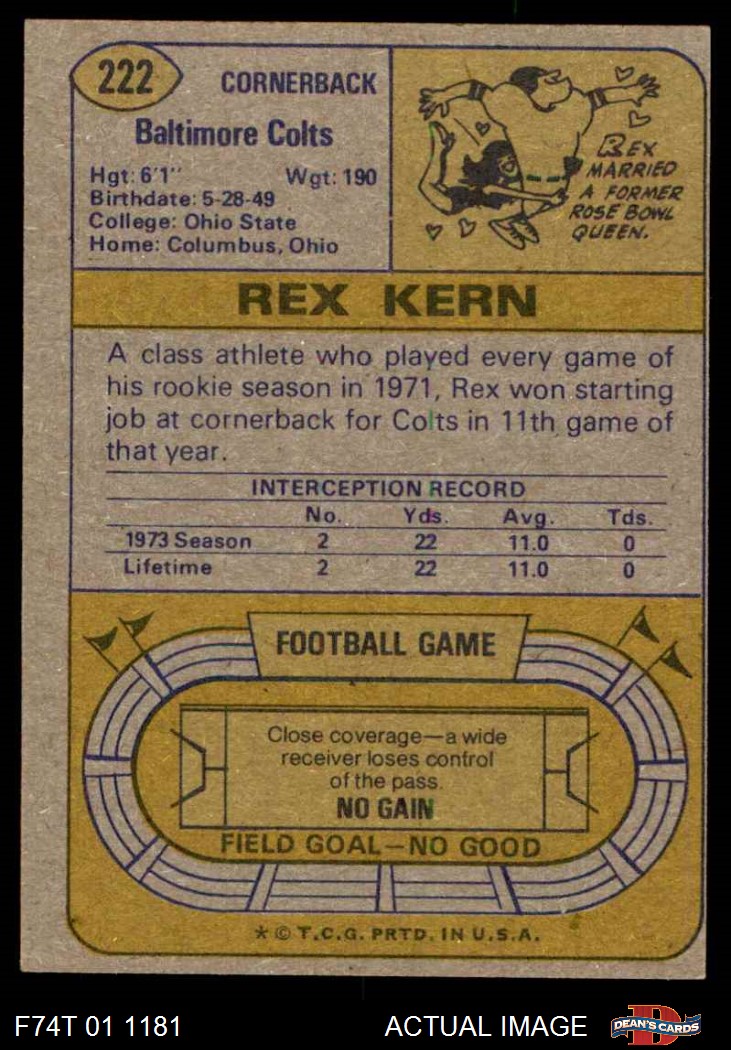 222
CORNERBACK
Baltimore Colts
Hgt: 6'1" Wgt: 190
Birthdate: 5-28-49
College: Ohio State
Home: Columbus, Ohio
REX
MARRIED
A FORMER
ROSE BOWL
QUEEN.
REX KERN
A class athlete who played every game of
his rookie season in 1971, Rex won starting
job at cornerback for Colts in 11th game of
that year.
INTERCEPTION RECORD
No. Yds. Avg. Tds.
1973 Season 2 22 11.0 0
Lifetime 2 22 11.0 0
FOOTBALL GAME
Close coverage—a wide
receiver loses control
of the pass.
NO GAIN
FIELD GOAL—NO GOOD
* © T.C.G. PRTD. IN U.S.A.
F74T 01 1181 ACTUAL IMAGE
D
DEAN'S CARDS